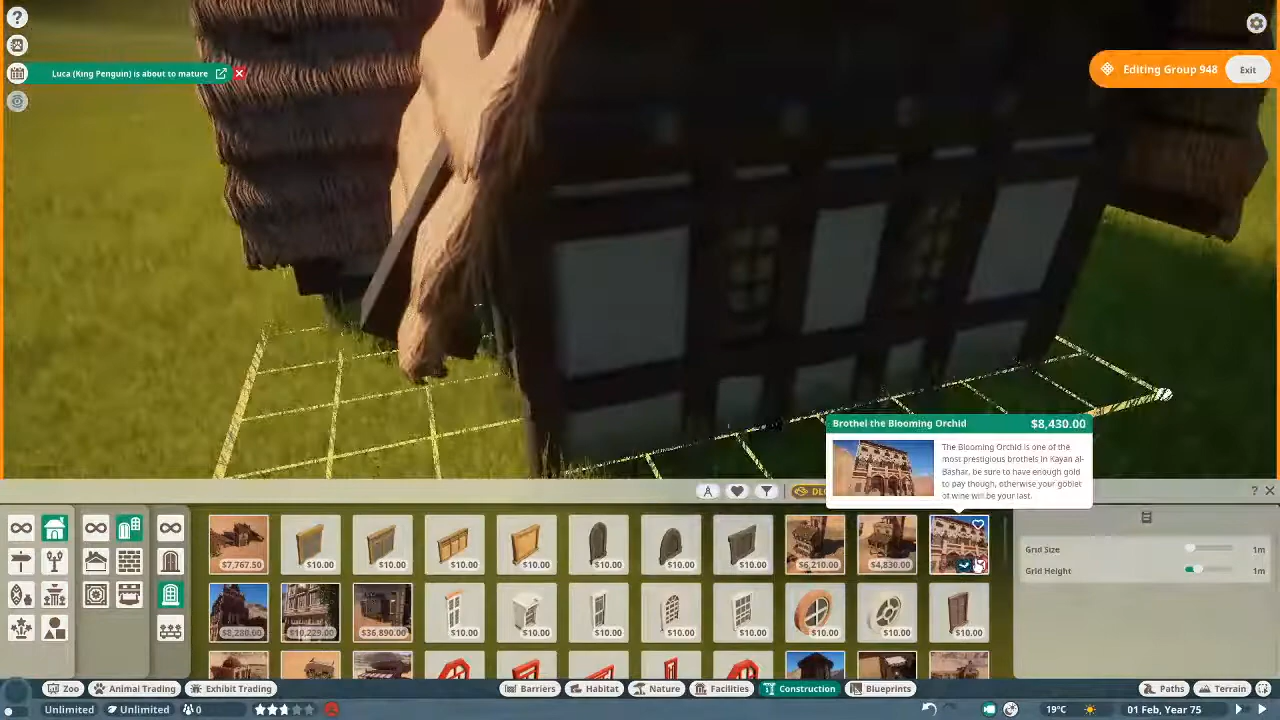 ?
Luca (King Penguin) is about to mature
Editing Group 948
Exit
Brothel the Blooming Orchid
$8,430.00
The Blooming Orchid is one of the
most prestigious brothels in Kayan al-
Bashar, be sure to have enough gold
to pay though, otherwise your goblet
of wine will be your last.
?
$7,767.50
$10.00
$10.00
$10.00
$10.00
$10.00
$10.00
$10.00
$6,210.00
$4,830.00
Grid Size
1m
Grid Height
1m
$8,280.00
$10,229.00
$36,890.00
$10.00
$10.00
$10.00
$10.00
$10.00
$10.00
$10.00
$10.00
Zoo
Animal Trading
Exhibit Trading
Barriers
Habitat
Nature
Facilities
Construction
Blueprints
Paths
Terrain
Unlimited
Unlimited
0
19°C
01 Feb, Year 75